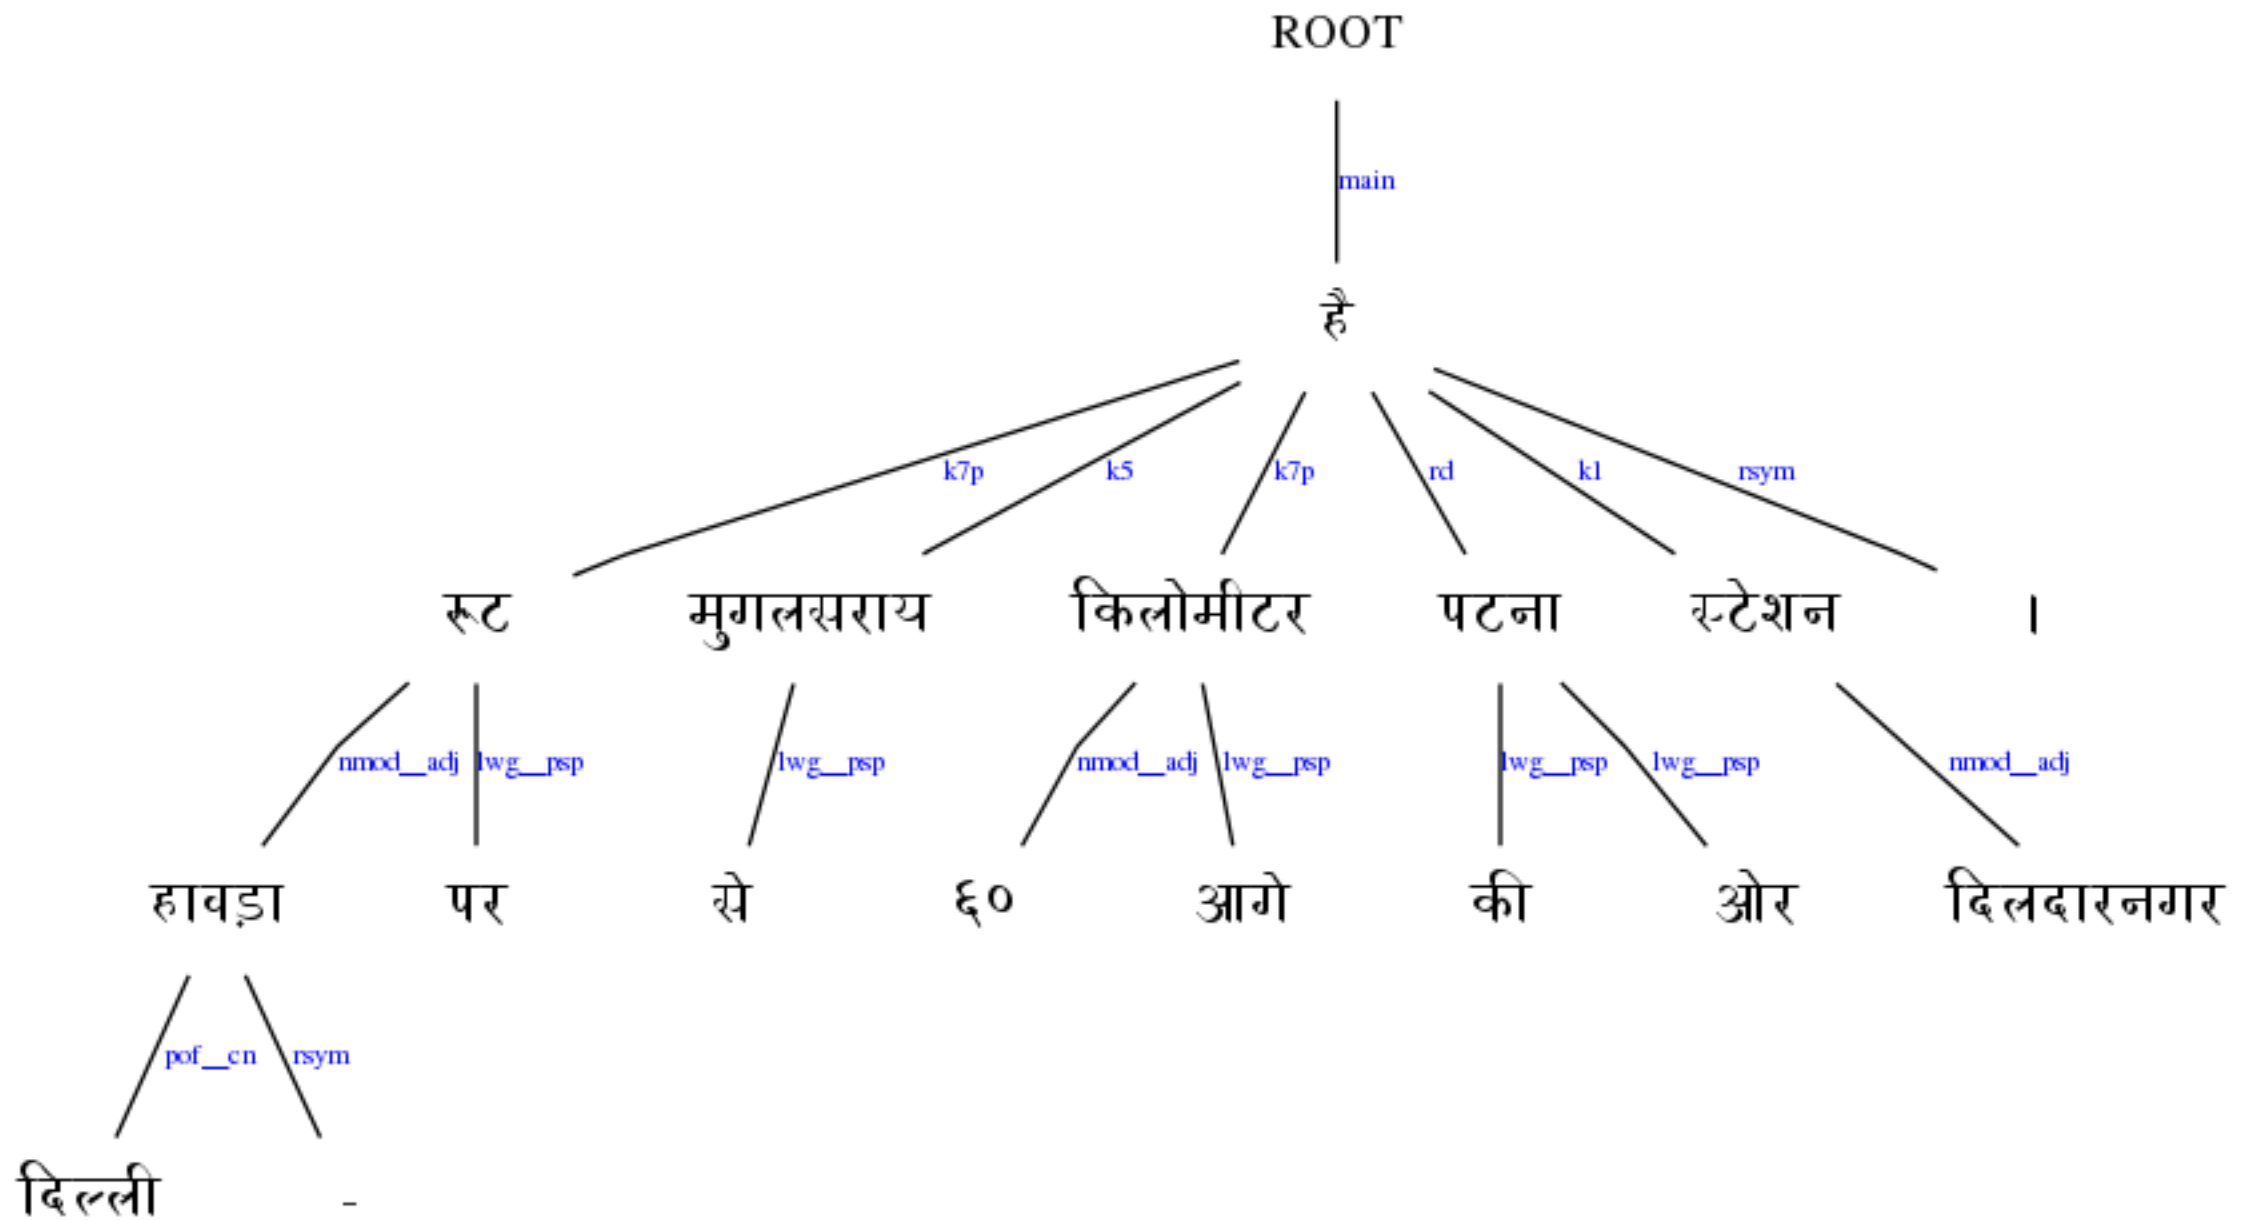 ROOT
main
है
k7p k5 k7p rd k1 rsym
रूट मुगलसराय किलोमीटर पटना स्टेशन ।
nmod__adj lwg__psp lwg__psp nmod__adj lwg__psp lwg__psp lwg__psp nmod__adj
हावड़ा पर से ६० आगे की ओर दिलदारनगर
pof__cn rsym
दिल्ली -